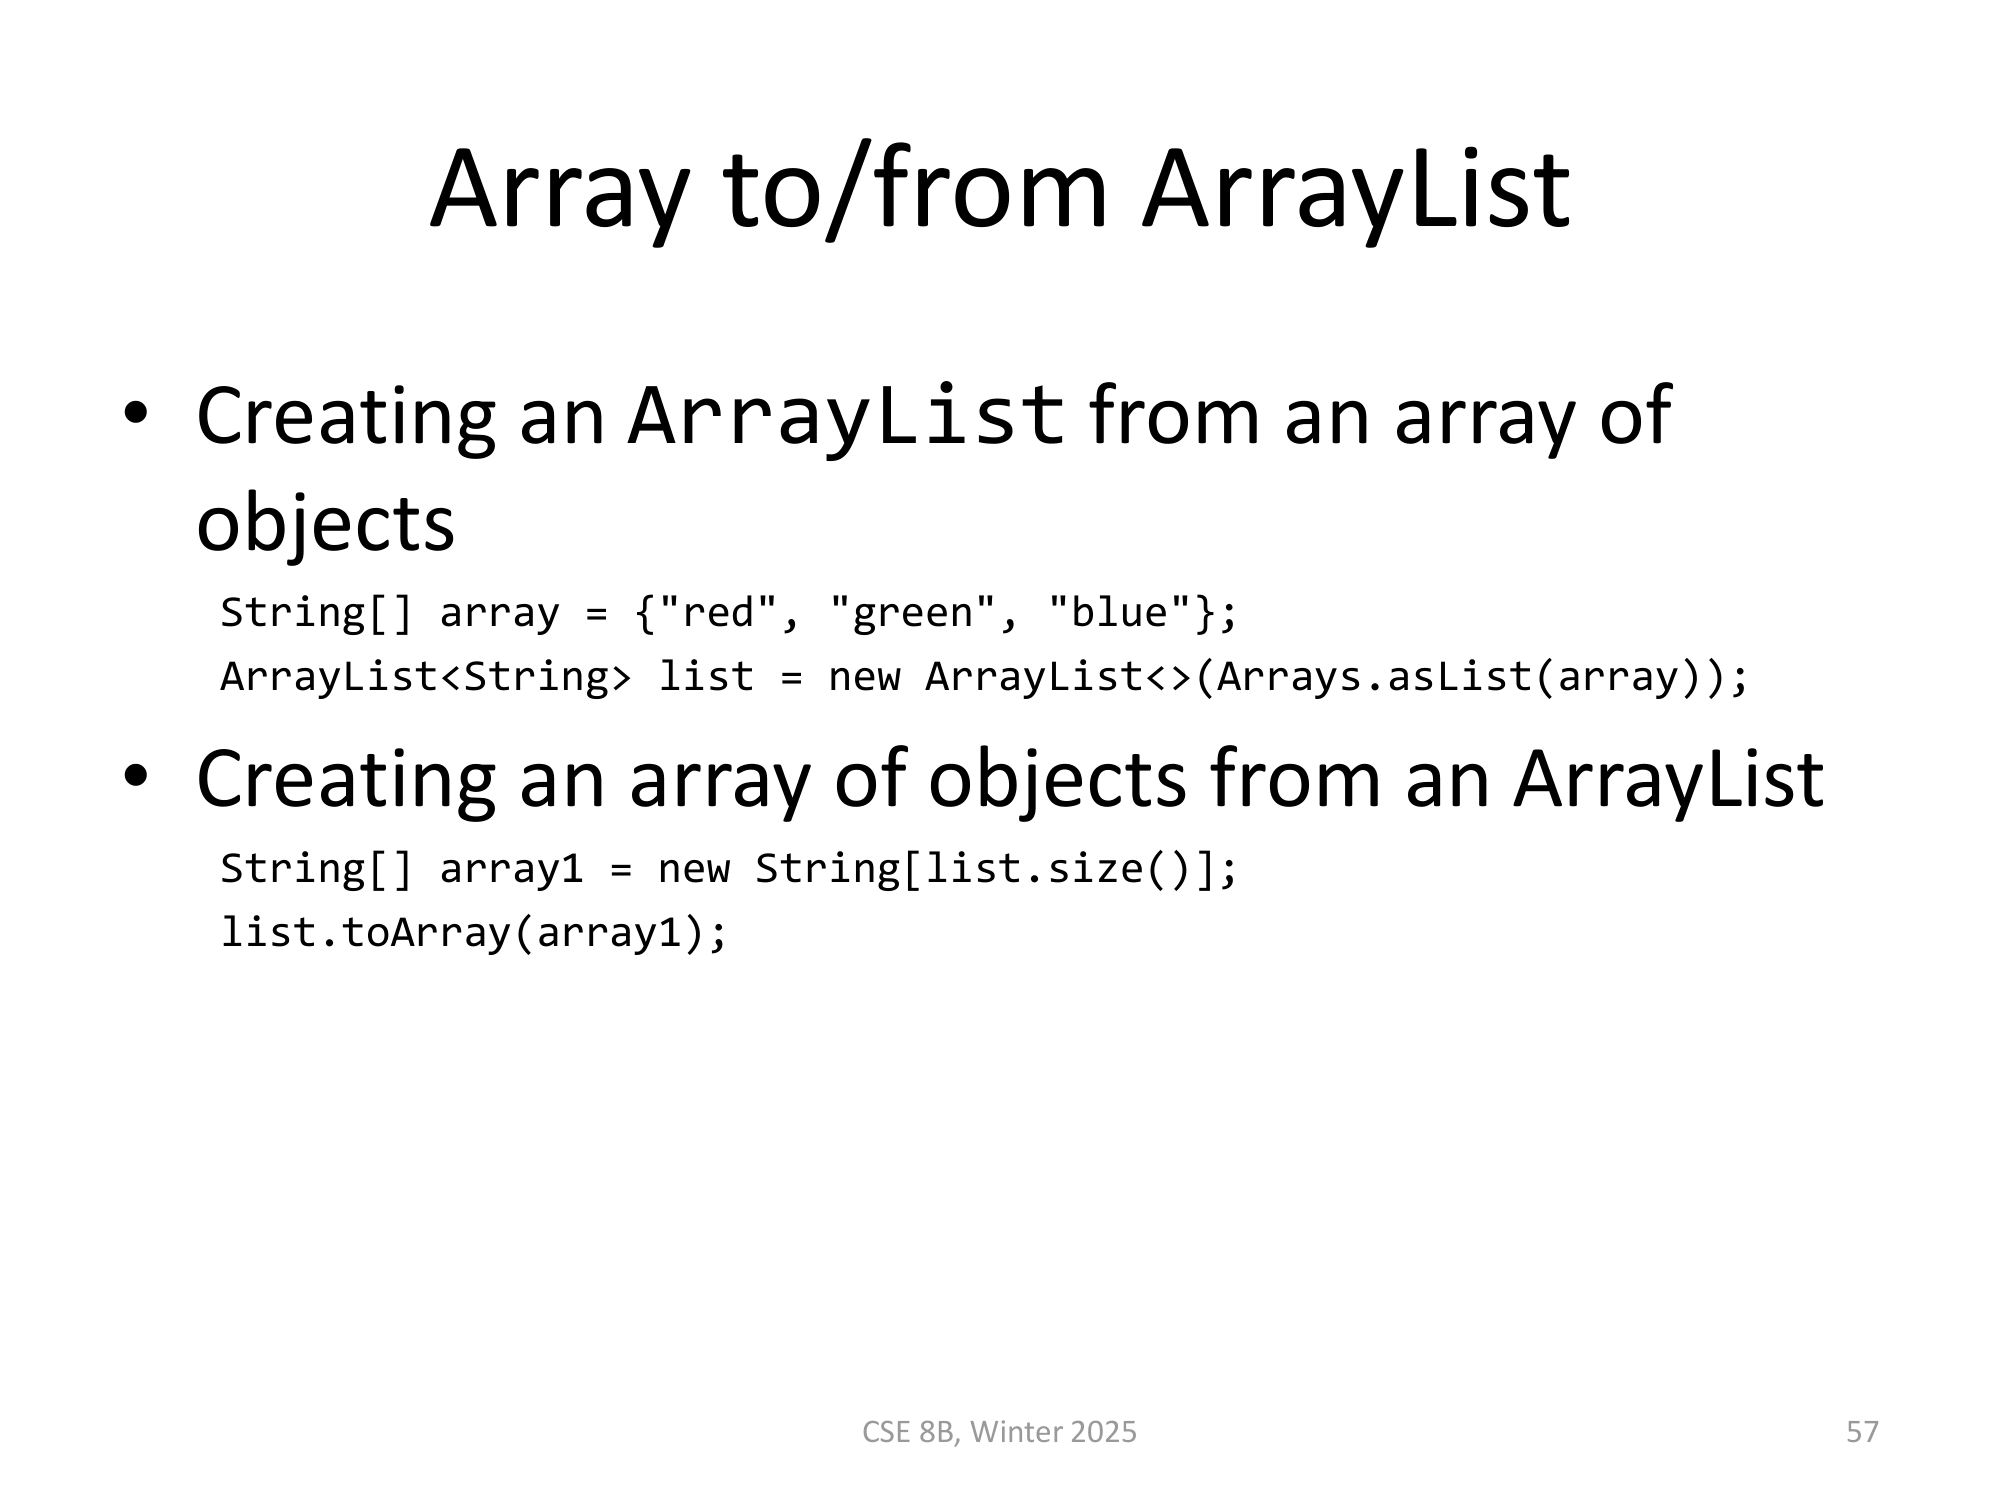 Array to/from ArrayList
• Creating an ArrayList from an array of
objects
String[] array = {"red", "green", "blue"};
ArrayList<String> list = new ArrayList<>(Arrays.asList(array));
• Creating an array of objects from an ArrayList
String[] array1 = new String[list.size()];
list.toArray(array1);
CSE 8B, Winter 2025
57